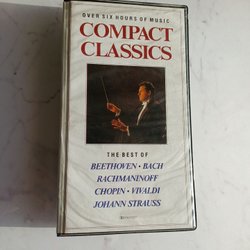 OVER SIX HOURS OF MUSIC
COMPACT
CLASSICS
THE BEST OF
BEETHOVEN • BACH
RACHMANINOFF
CHOPIN • VIVALDI
JOHANN STRAUSS